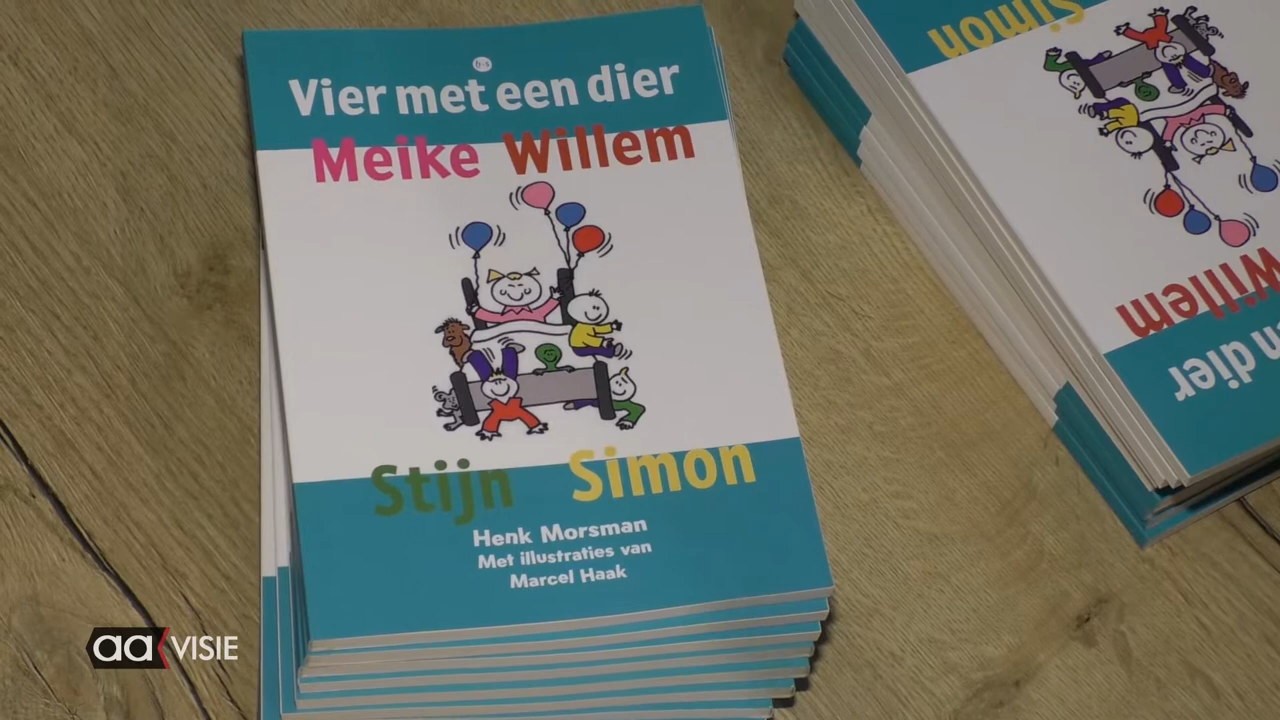 b·s
Vier met een dier
Meike Willem
Stijn Simon
Henk Morsman
Met illustraties van
Marcel Haak
Simon
Willem
n dier
aa VISIE